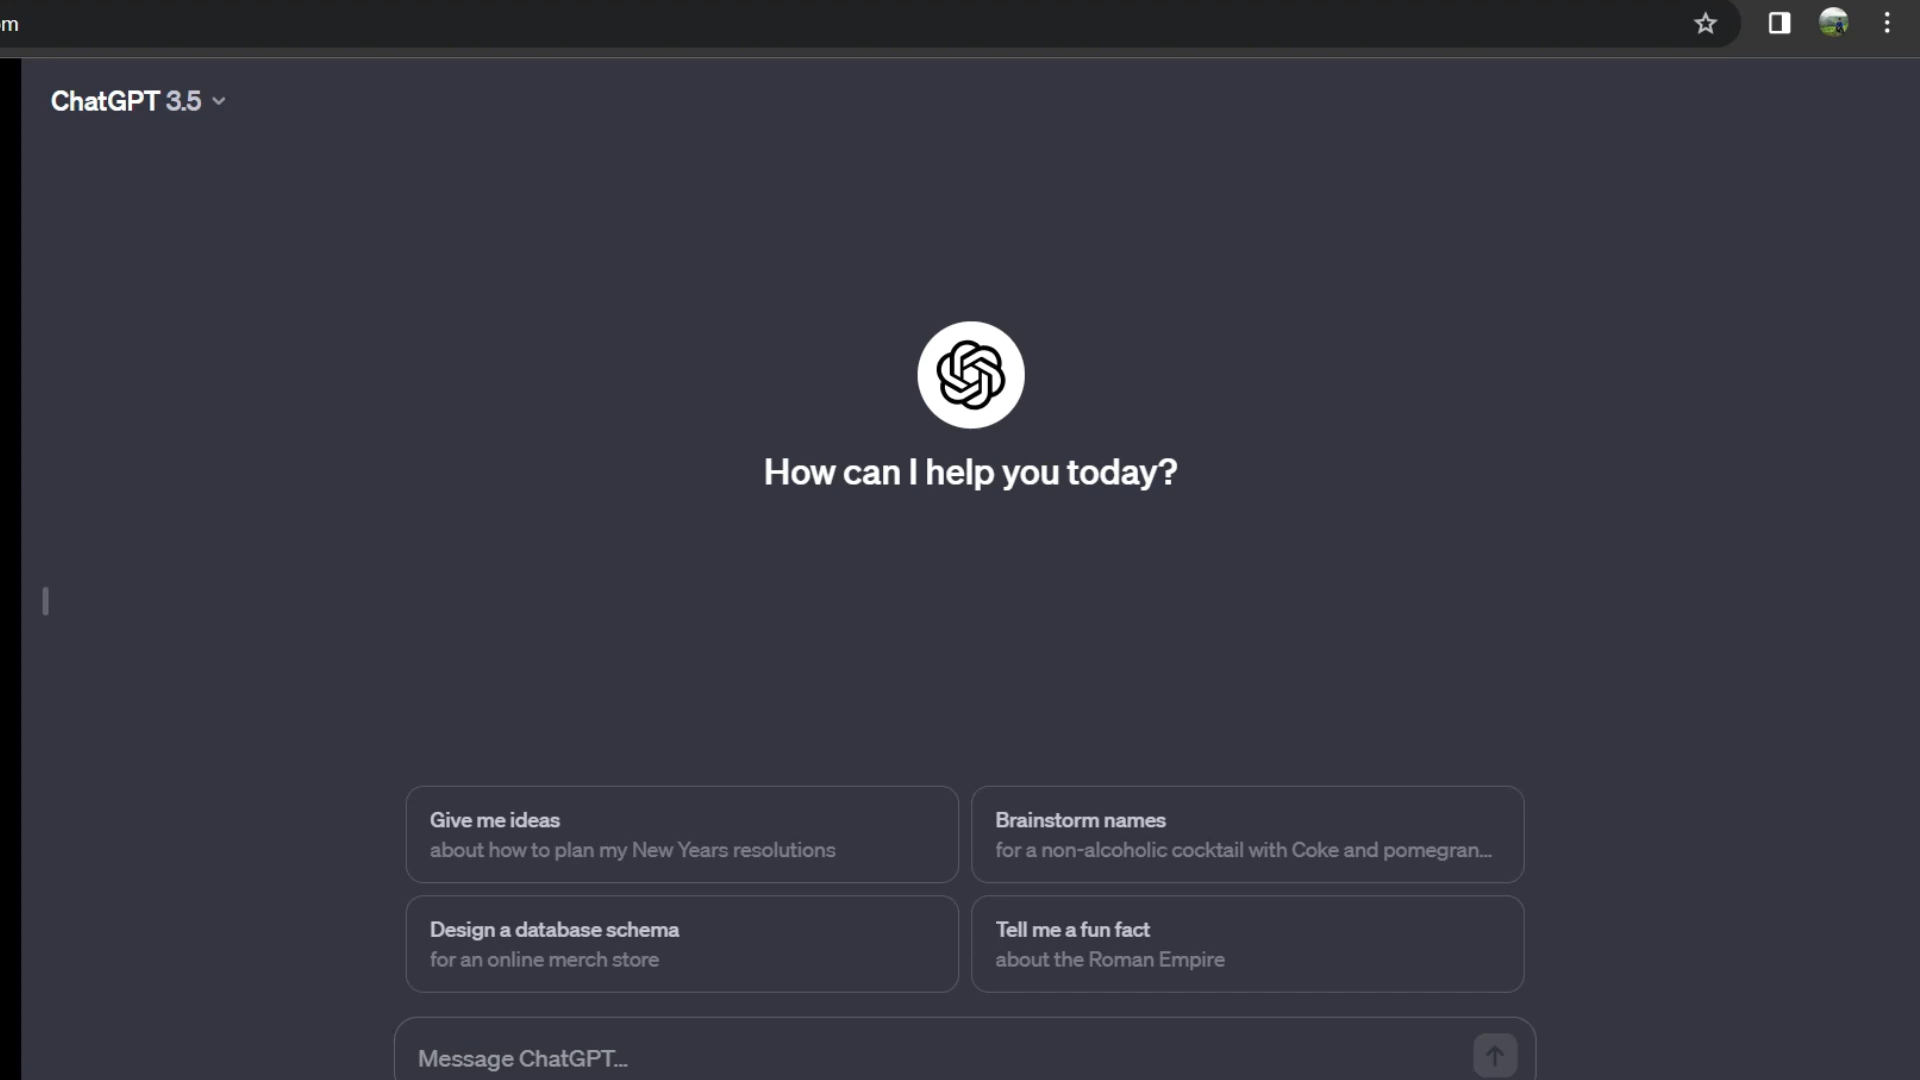 om
ChatGPT 3.5
How can I help you today?
Give me ideas
about how to plan my New Years resolutions
Brainstorm names
for a non-alcoholic cocktail with Coke and pomegran...
Design a database schema
for an online merch store
Tell me a fun fact
about the Roman Empire
Message ChatGPT...